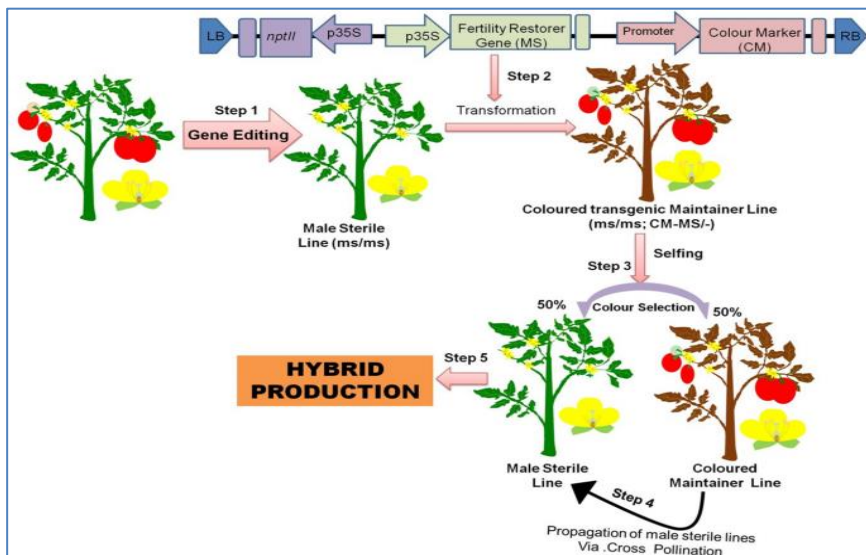 LB
nptII
p35S
p35S
Fertility Restorer
Gene (MS)
Promoter
Colour Marker
(CM)
RB
Step 1
Gene Editing
Step 2
Transformation
Male Sterile
Line (ms/ms)
Coloured transgenic Maintainer Line
(ms/ms; CM-MS/-)
Selfing
Step 3
50%
Colour Selection
50%
Step 5
HYBRID
PRODUCTION
Male Sterile
Line
Coloured
Maintainer Line
Step 4
Propagation of male sterile lines
Via .Cross Pollination